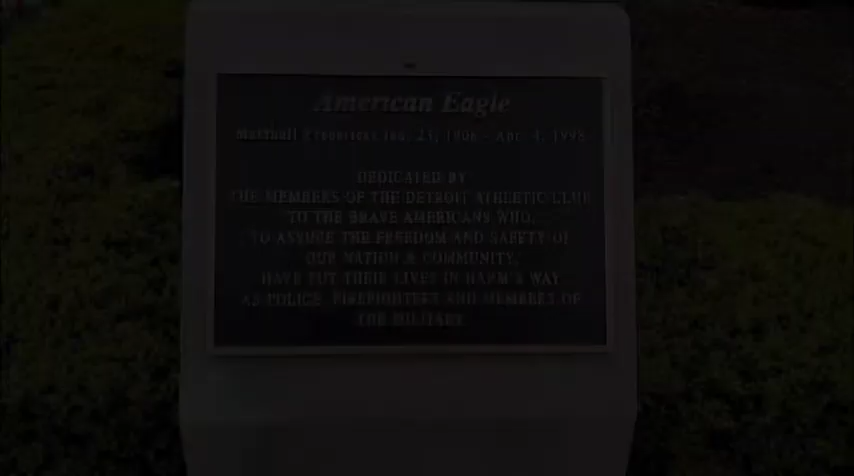 American Eagle
Marshall Fredericks Jan. 31, 1908 - Apr. 4, 1998
DEDICATED BY
THE MEMBERS OF THE DETROIT ATHLETIC CLUB
TO THE BRAVE AMERICANS WHO,
TO ASSURE THE FREEDOM AND SAFETY OF
OUR NATION & COMMUNITY,
HAVE PUT THEIR LIVES IN HARM'S WAY
AS POLICE, FIREFIGHTERS AND MEMBERS OF
THE MILITARY